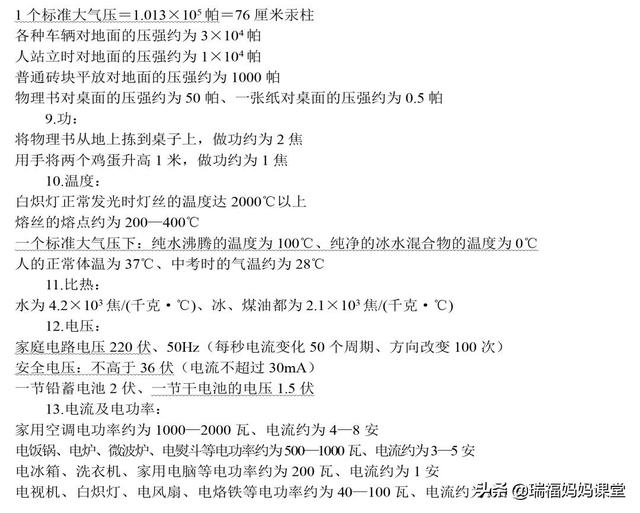 1 个标准大气压＝1.013×10⁵ 帕＝76 厘米汞柱
各种车辆对地面的压强约为 3×10⁴帕
人站立时对地面的压强约为 1×10⁴帕
普通砖块平放对地面的压强约为 1000 帕
物理书对桌面的压强约为 50 帕、一张纸对桌面的压强约为 0.5 帕
9.功：
将物理书从地上拣到桌子上，做功约为 2 焦
用手将两个鸡蛋升高 1 米，做功约为 1 焦
10.温度：
白炽灯正常发光时灯丝的温度达 2000℃以上
熔丝的熔点约为 200—400℃
一个标准大气压下：纯水沸腾的温度为 100℃、纯净的冰水混合物的温度为 0℃
人的正常体温为 37℃、中考时的气温约为 28℃
11.比热：
水为 4.2×10³焦/(千克·℃)、冰、煤油都为 2.1×10³焦/(千克·℃)
12.电压：
家庭电路电压 220 伏、50Hz（每秒电流变化 50 个周期、方向改变 100 次）
安全电压：不高于 36 伏（电流不超过 30mA）
一节铅蓄电池 2 伏、一节干电池的电压 1.5 伏
13.电流及电功率：
家用空调电功率约为 1000—2000 瓦、电流约为 4—8 安
电饭锅、电炉、微波炉、电熨斗等电功率约为 500—1000 瓦、电流约为 3—5 安
电冰箱、洗衣机、家用电脑等电功率约为 200 瓦、电流约为 1 安
电视机、白炽灯、电风扇、电烙铁等电功率约为 40—100 瓦、电流约为
头条 @瑞福妈妈课堂